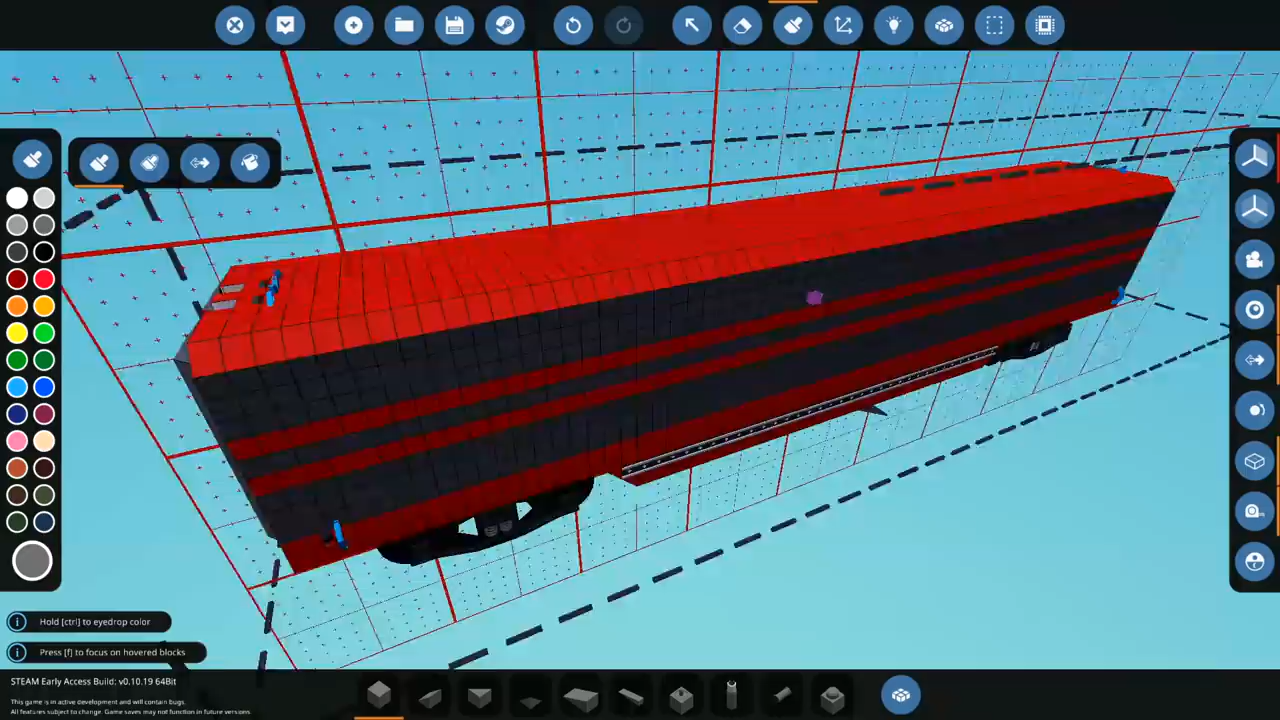 Hold [ctrl] to eyedrop color
Press [f] to focus on hovered blocks
STEAM Early Access Build: v0.10.19 64Bit
This game is in active development and will contain bugs.
All features subject to change. Game saves may not function in future versions.